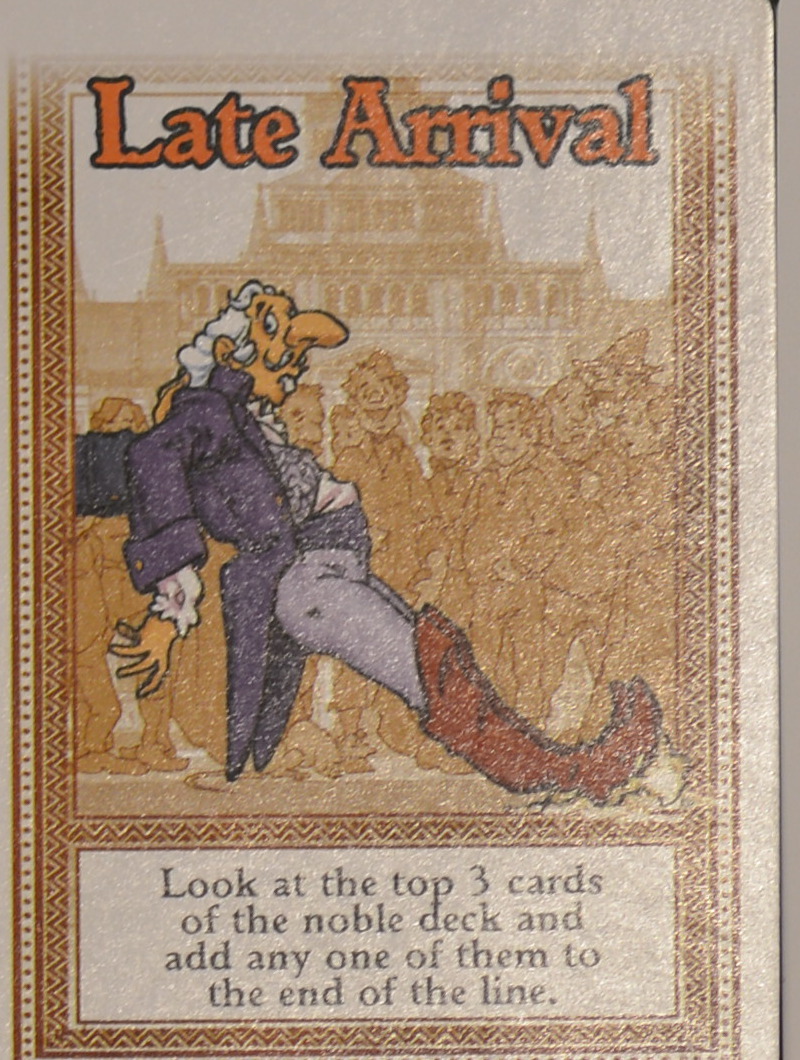 Late Arrival
Look at the top 3 cards
of the noble deck and
add any one of them to
the end of the line.